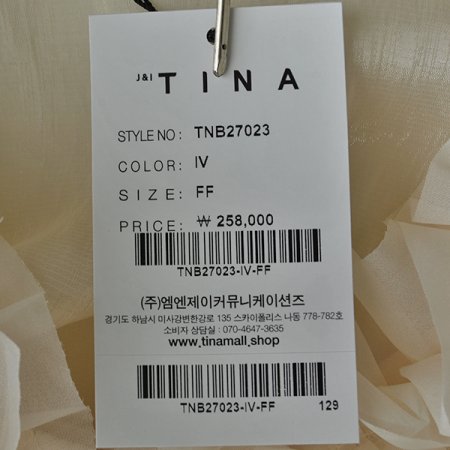 J&I TINA
STYLE NO : TNB27023
COLOR: IV
SIZE: FF
PRICE: ₩ 258,000
TNB27023-IV-FF
(주)엠엔제이커뮤니케이션즈
경기도 하남시 미사강변한강로 135 스카이폴리스 나동 778-782호
소비자 상담실 : 070-4647-3635
www.tinamall.shop
TNB27023-IV-FF 129